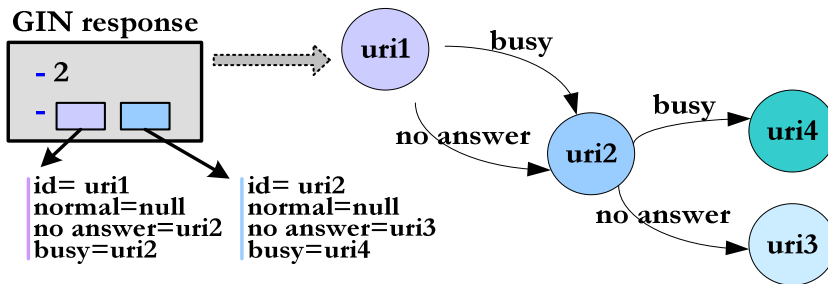 GIN response
- 2
-
id= uri1
normal=null
no answer=uri2
busy=uri2
id= uri2
normal=null
no answer=uri3
busy=uri4
uri1
busy
no answer
uri2
busy
no answer
uri4
uri3